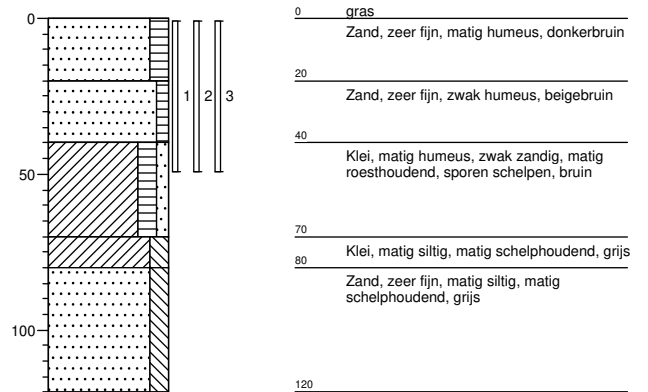 0
50
100
1 2 3
0 gras
Zand, zeer fijn, matig humeus, donkerbruin
20
Zand, zeer fijn, zwak humeus, beigebruin
40
Klei, matig humeus, zwak zandig, matig
roesthoudend, sporen schelpen, bruin
70
Klei, matig siltig, matig schelphoudend, grijs
80
Zand, zeer fijn, matig siltig, matig
schelphoudend, grijs
120